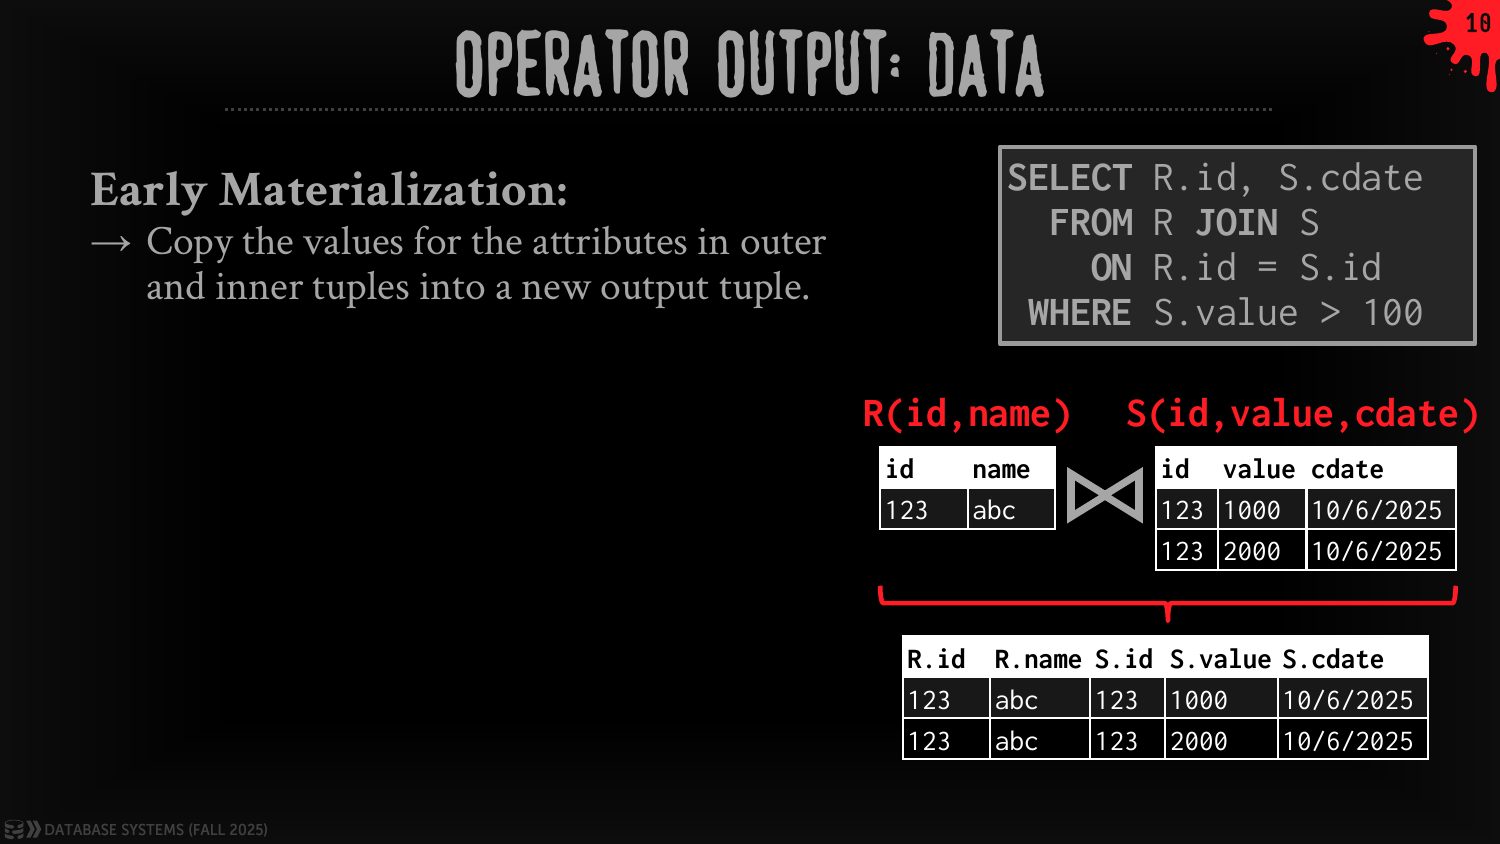 10
OPERATOR OUTPUT: DATA
Early Materialization:
→ Copy the values for the attributes in outer
and inner tuples into a new output tuple.
SELECT R.id, S.cdate
FROM R JOIN S
ON R.id = S.id
WHERE S.value > 100
R(id,name) S(id,value,cdate)
id name
123 abc
⋈
id value cdate
123 1000 10/6/2025
123 2000 10/6/2025
R.id R.name S.id S.value S.cdate
123 abc 123 1000 10/6/2025
123 abc 123 2000 10/6/2025
DATABASE SYSTEMS (FALL 2025)